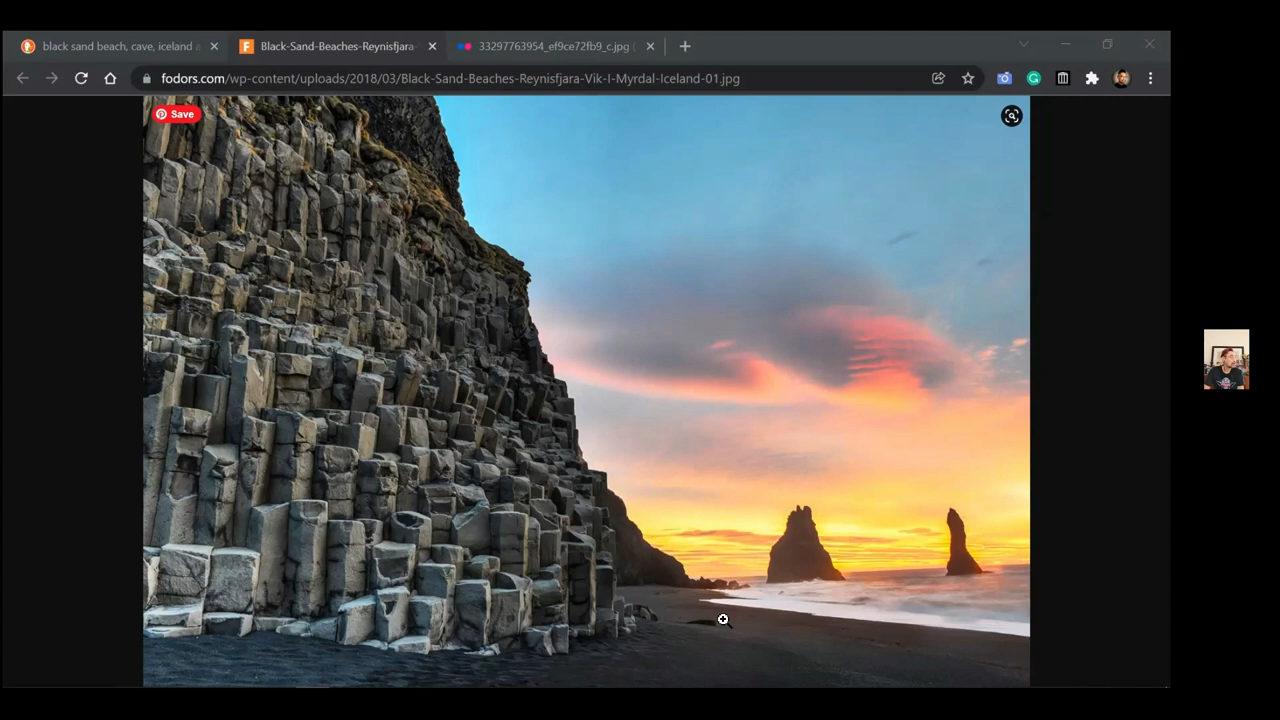 black sand beach, cave, iceland a
Black-Sand-Beaches-Reynisfjara-
33297763954_ef9ce72fb9_c.jpg (
fodors.com/wp-content/uploads/2018/03/Black-Sand-Beaches-Reynisfjara-Vik-I-Myrdal-Iceland-01.jpg
Save